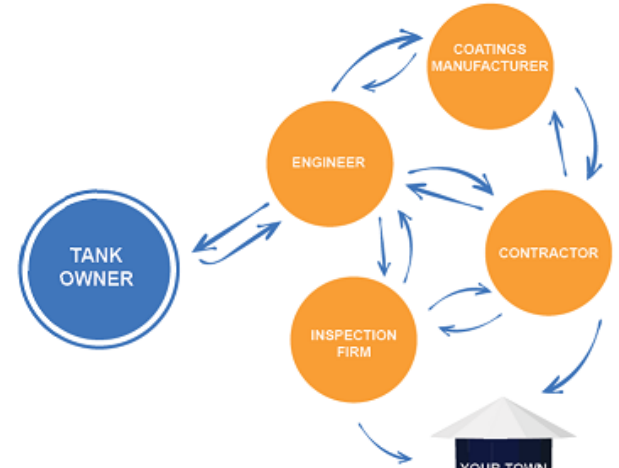 COATINGS
MANUFACTURER
ENGINEER
TANK
OWNER
CONTRACTOR
INSPECTION
FIRM
YOUR TOWN